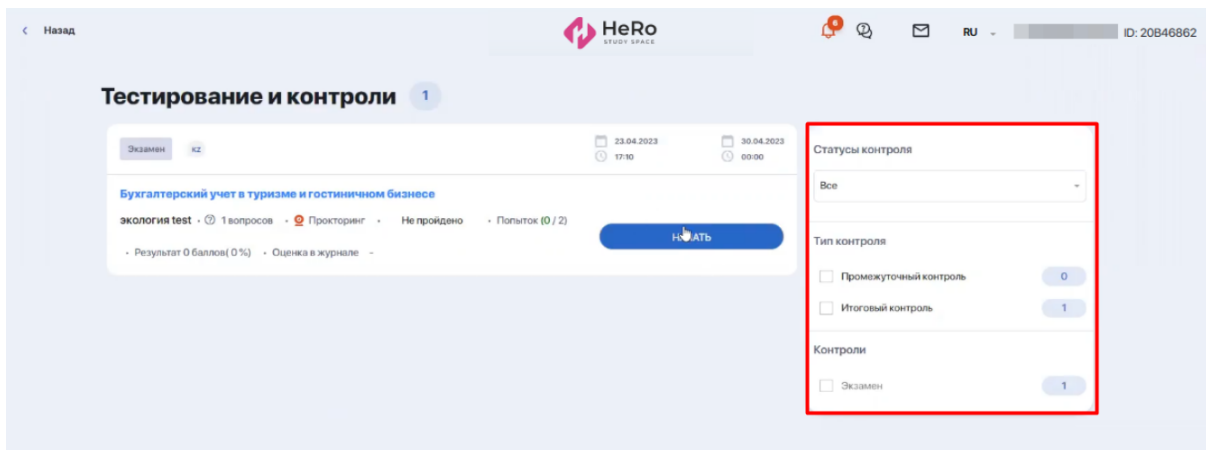 Назад
HeRo
STUDY SPACE
6
RU
ID: 20B46862
Тестирование и контроли 1
Экзамен KZ
23.04.2023 30.04.2023
17:10 00:00
Бухгалтерский учет в туризме и гостиничном бизнесе
экология test • 1 вопросов • Прокторинг • Не пройдено • Попыток (0 / 2)
• Результат 0 баллов( 0 %) • Оценка в журнале -
Статусы контроля
Все
Тип контроля
Промежуточный контроль 0
Итоговый контроль 1
Контроли
Экзамен 1